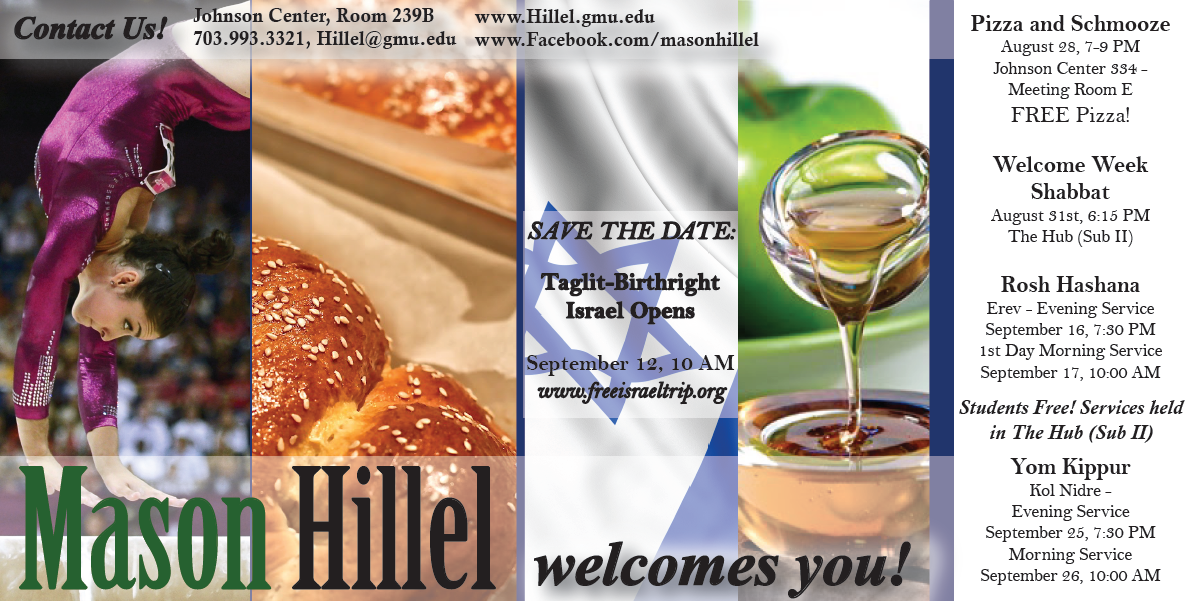 Contact Us!
Johnson Center, Room 239B
703.993.3321, Hillel@gmu.edu
www.Hillel.gmu.edu
www.Facebook.com/masonhillel
SAVE THE DATE:
Taglit-Birthright
Israel Opens
September 12, 10 AM
www.freeisraeltrip.org
Mason Hillel
welcomes you!
Pizza and Schmooze
August 28, 7-9 PM
Johnson Center 334 -
Meeting Room E
FREE Pizza!
Welcome Week
Shabbat
August 31st, 6:15 PM
The Hub (Sub II)
Rosh Hashana
Erev - Evening Service
September 16, 7:30 PM
1st Day Morning Service
September 17, 10:00 AM
Students Free! Services held
in The Hub (Sub II)
Yom Kippur
Kol Nidre -
Evening Service
September 25, 7:30 PM
Morning Service
September 26, 10:00 AM